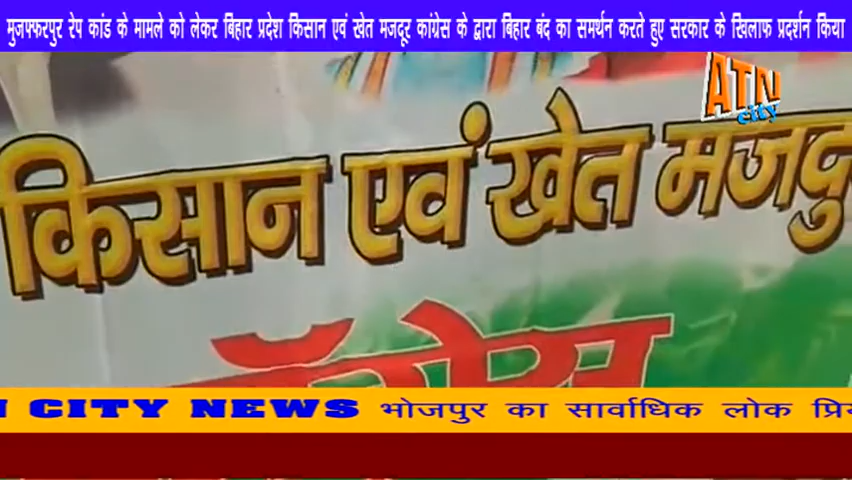 मुजफ्फरपुर रेप कांड के मामले को लेकर बिहार प्रदेश किसान एवं खेत मजदूर कांग्रेस के द्वारा बिहार बंद का समर्थन करते हुए सरकार के खिलाफ प्रदर्शन किया
ATN
city
किसान एवं खेत मजदु
कॉंग्रेस
N CITY NEWS भोजपुर का सार्वाधिक लोक प्रि